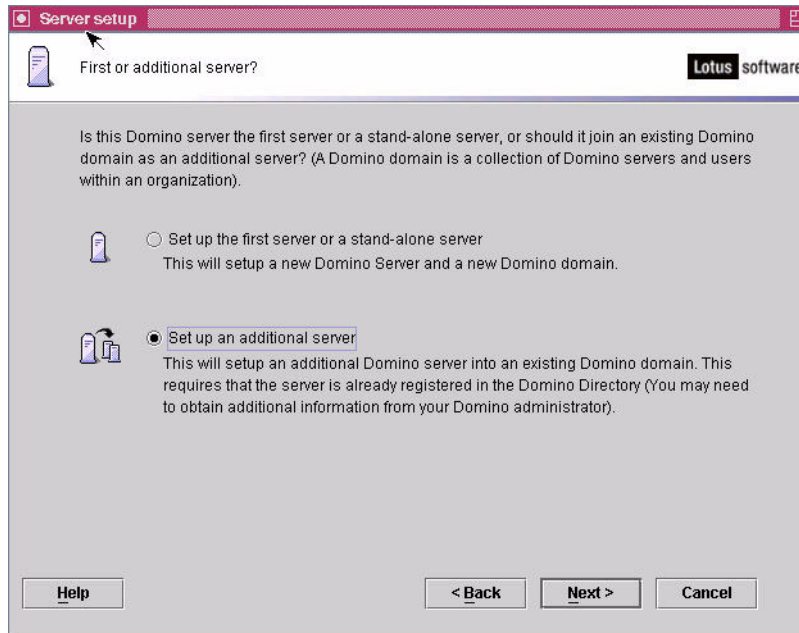 Server setup
First or additional server?
Lotus software
Is this Domino server the first server or a stand-alone server, or should it join an existing Domino
domain as an additional server? (A Domino domain is a collection of Domino servers and users
within an organization).
Set up the first server or a stand-alone server
This will setup a new Domino Server and a new Domino domain.
Set up an additional server
This will setup an additional Domino server into an existing Domino domain. This
requires that the server is already registered in the Domino Directory (You may need
to obtain additional information from your Domino administrator).
Help
< Back
Next >
Cancel